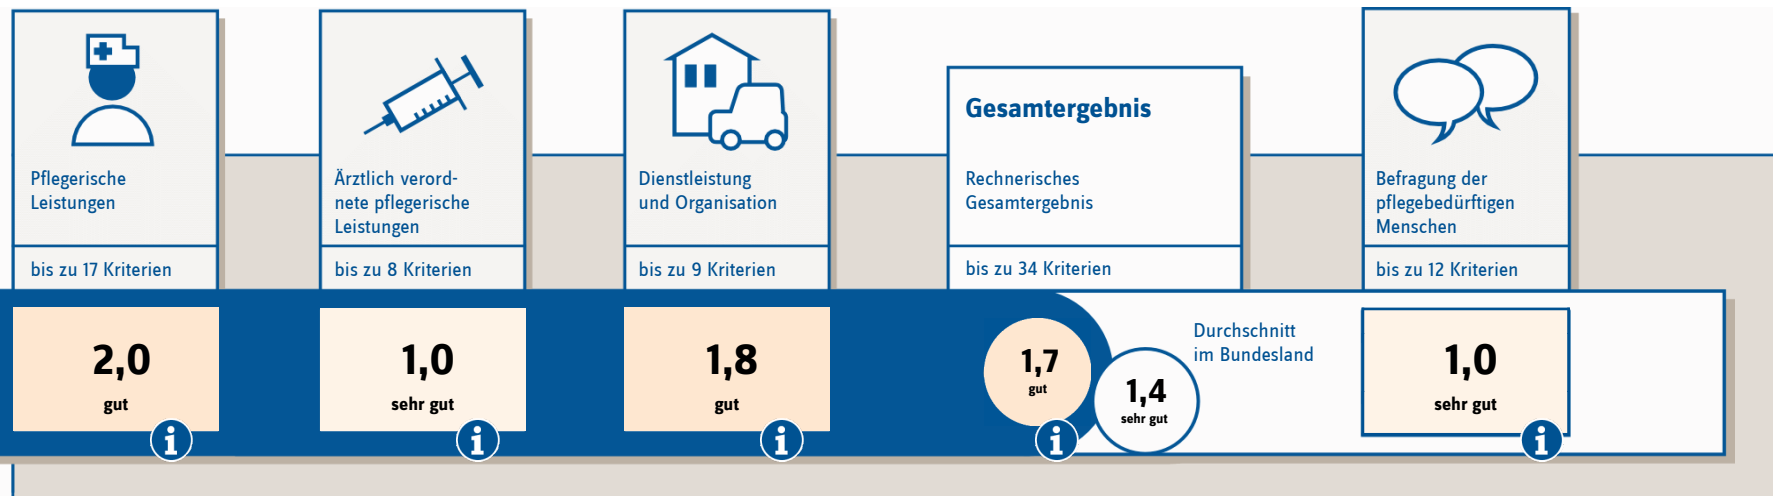 Pflegerische
Leistungen
bis zu 17 Kriterien
2,0
gut
i
Ärztlich verord-
nete pflegerische
Leistungen
bis zu 8 Kriterien
1,0
sehr gut
i
Dienstleistung
und Organisation
bis zu 9 Kriterien
1,8
gut
i
Gesamtergebnis
Rechnerisches
Gesamtergebnis
bis zu 34 Kriterien
1,7
gut
i
Durchschnitt
im Bundesland
1,4
sehr gut
Befragung der
pflegebedürftigen
Menschen
bis zu 12 Kriterien
1,0
sehr gut
i